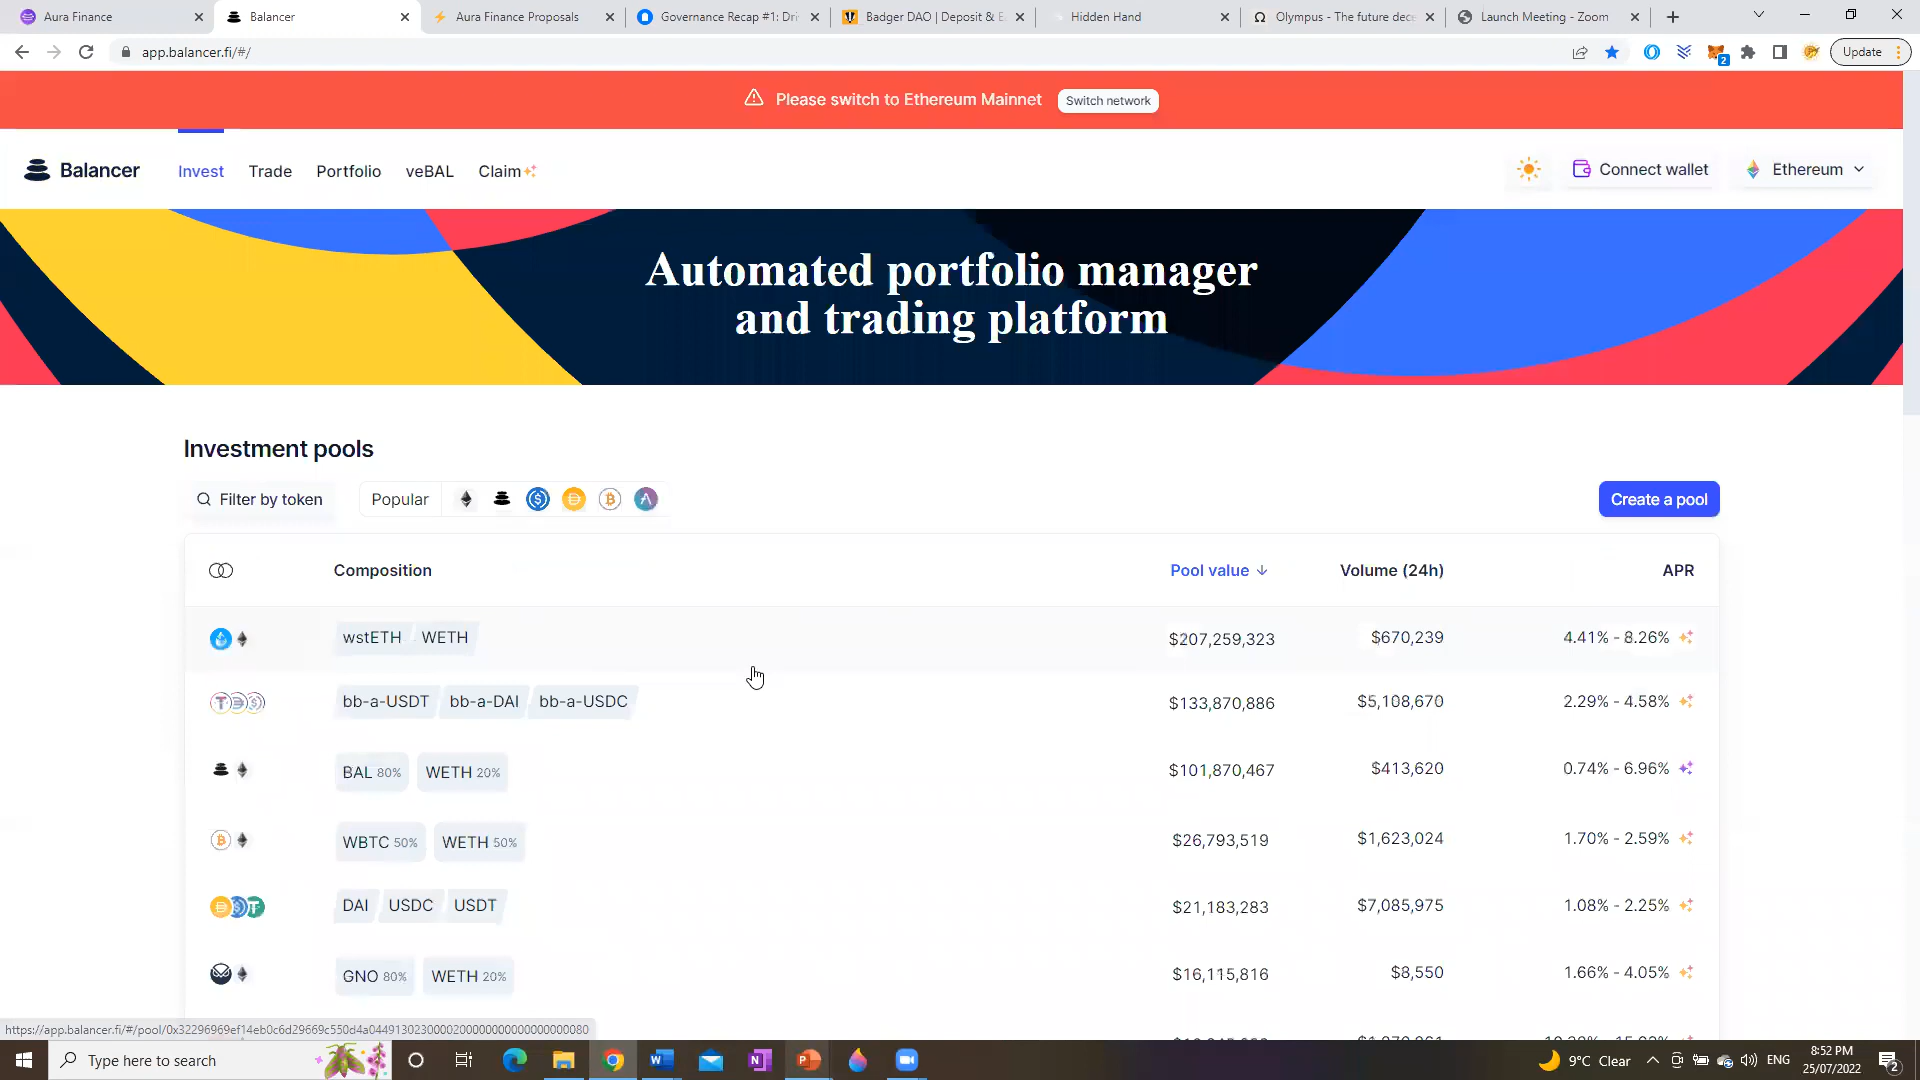 Aura Finance
Balancer
Aura Finance Proposals
Governance Recap #1: Dri
Badger DAO | Deposit & E
Hidden Hand
Olympus - The future dece
Launch Meeting - Zoom
app.balancer.fi/#/
2
Update
Please switch to Ethereum Mainnet
Switch network
Balancer
Invest
Trade
Portfolio
veBAL
Claim
Connect wallet
Ethereum
Automated portfolio manager
and trading platform
Investment pools
Filter by token
Popular
Create a pool
Composition
Pool value ↓
Volume (24h)
APR
wstETH WETH $207,259,323 $670,239 4.41% - 8.26%
bb-a-USDT bb-a-DAI bb-a-USDC $133,870,886 $5,108,670 2.29% - 4.58%
BAL 80% WETH 20% $101,870,467 $413,620 0.74% - 6.96%
WBTC 50% WETH 50% $26,793,519 $1,623,024 1.70% - 2.59%
DAI USDC USDT $21,183,283 $7,085,975 1.08% - 2.25%
GNO 80% WETH 20% $16,115,816 $8,550 1.66% - 4.05%
Type here to search
9°C Clear
ENG
8:52 PM
25/07/2022
2